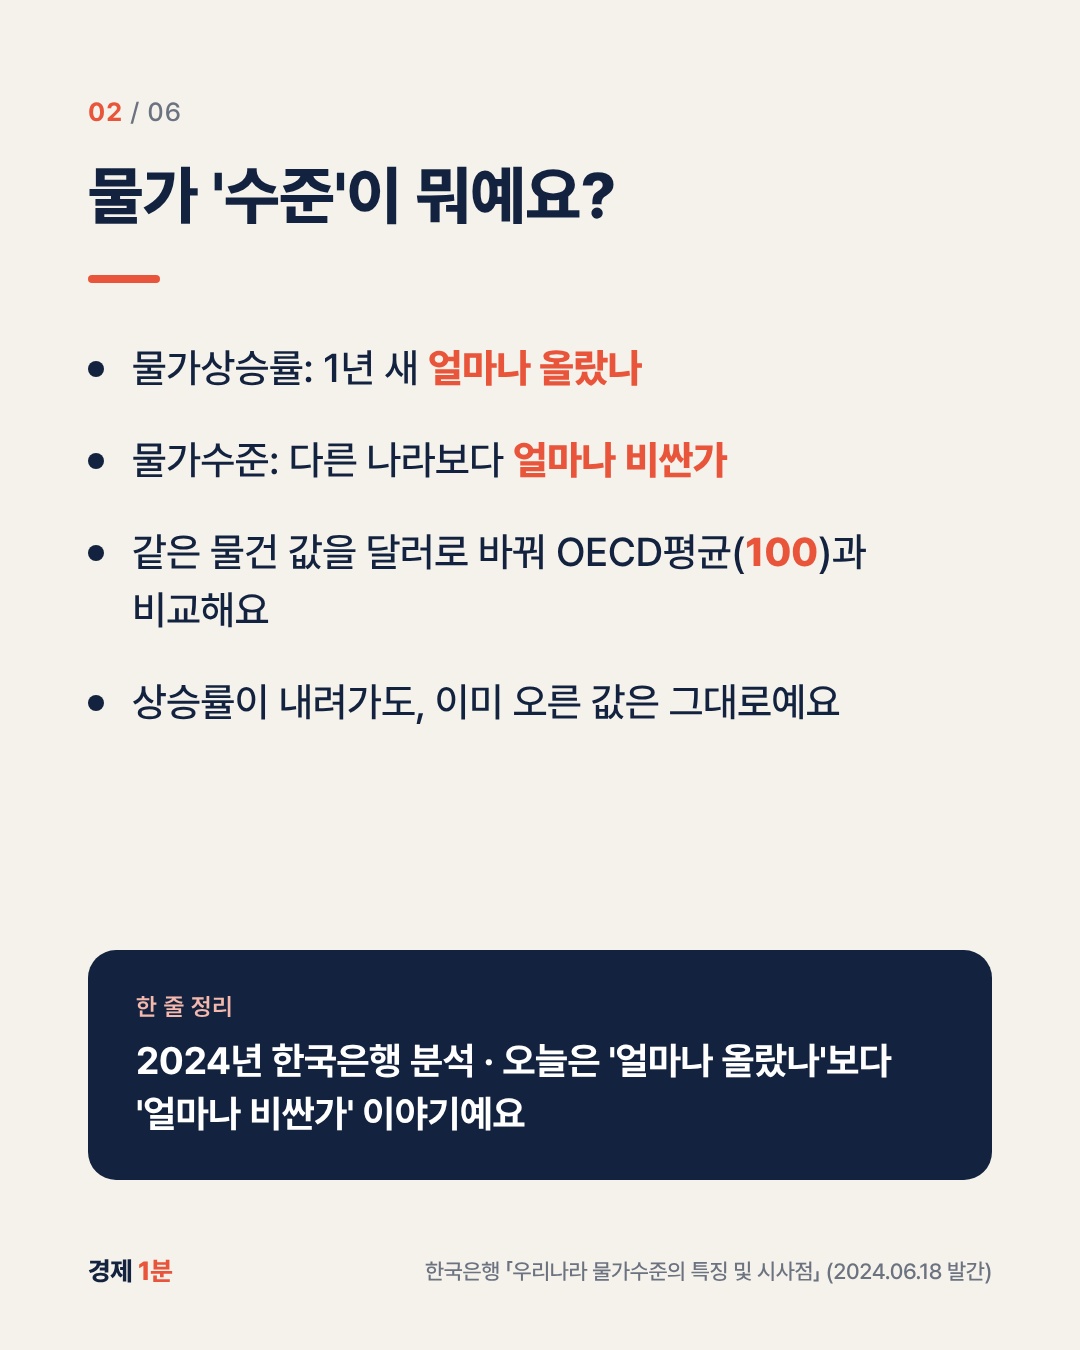 02 / 06
물가 '수준'이 뭐예요?
물가상승률: 1년 새 얼마나 올랐나
물가수준: 다른 나라보다 얼마나 비싼가
같은 물건 값을 달러로 바꿔 OECD평균(100)과
비교해요
상승률이 내려가도, 이미 오른 값은 그대로예요
한 줄 정리
2024년 한국은행 분석 · 오늘은 '얼마나 올랐나'보다
'얼마나 비싼가' 이야기예요
경제 1분
한국은행 「우리나라 물가수준의 특징 및 시사점」 (2024.06.18 발간)